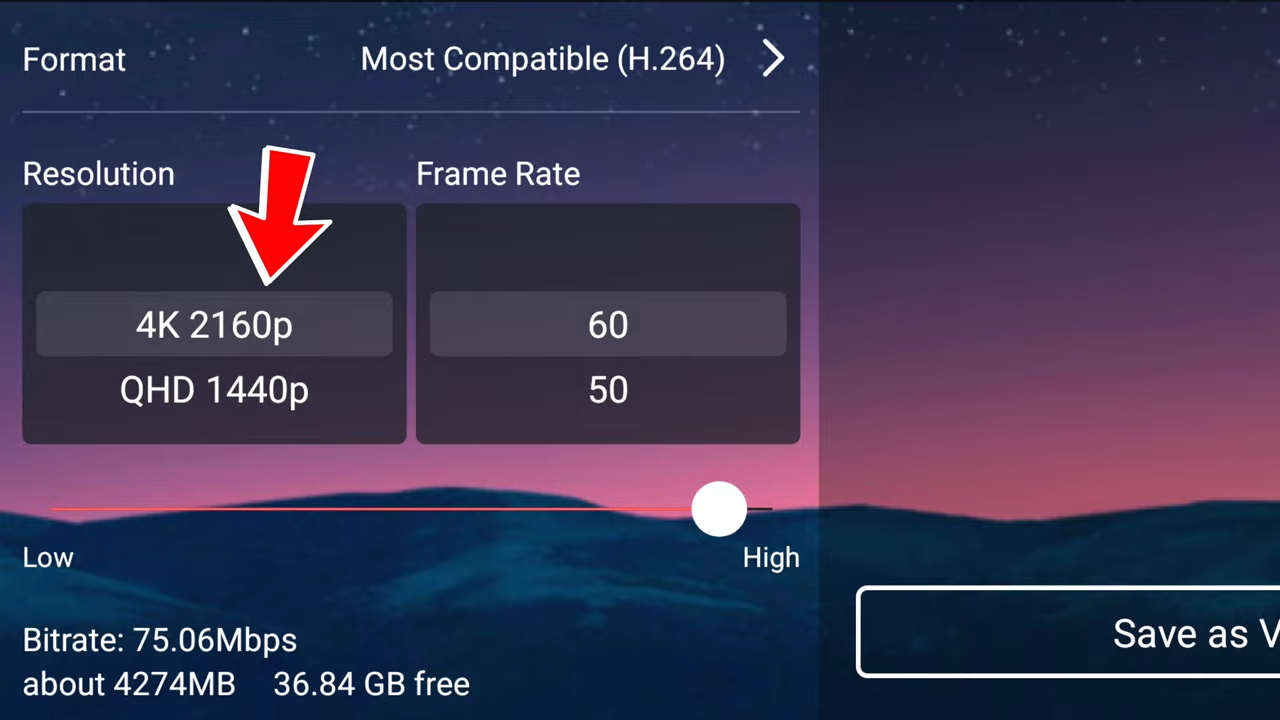 Format Most Compatible (H.264)
Resolution Frame Rate
4K 2160p 60
QHD 1440p 50
Low High
Bitrate: 75.06Mbps
about 4274MB 36.84 GB free
Save as V